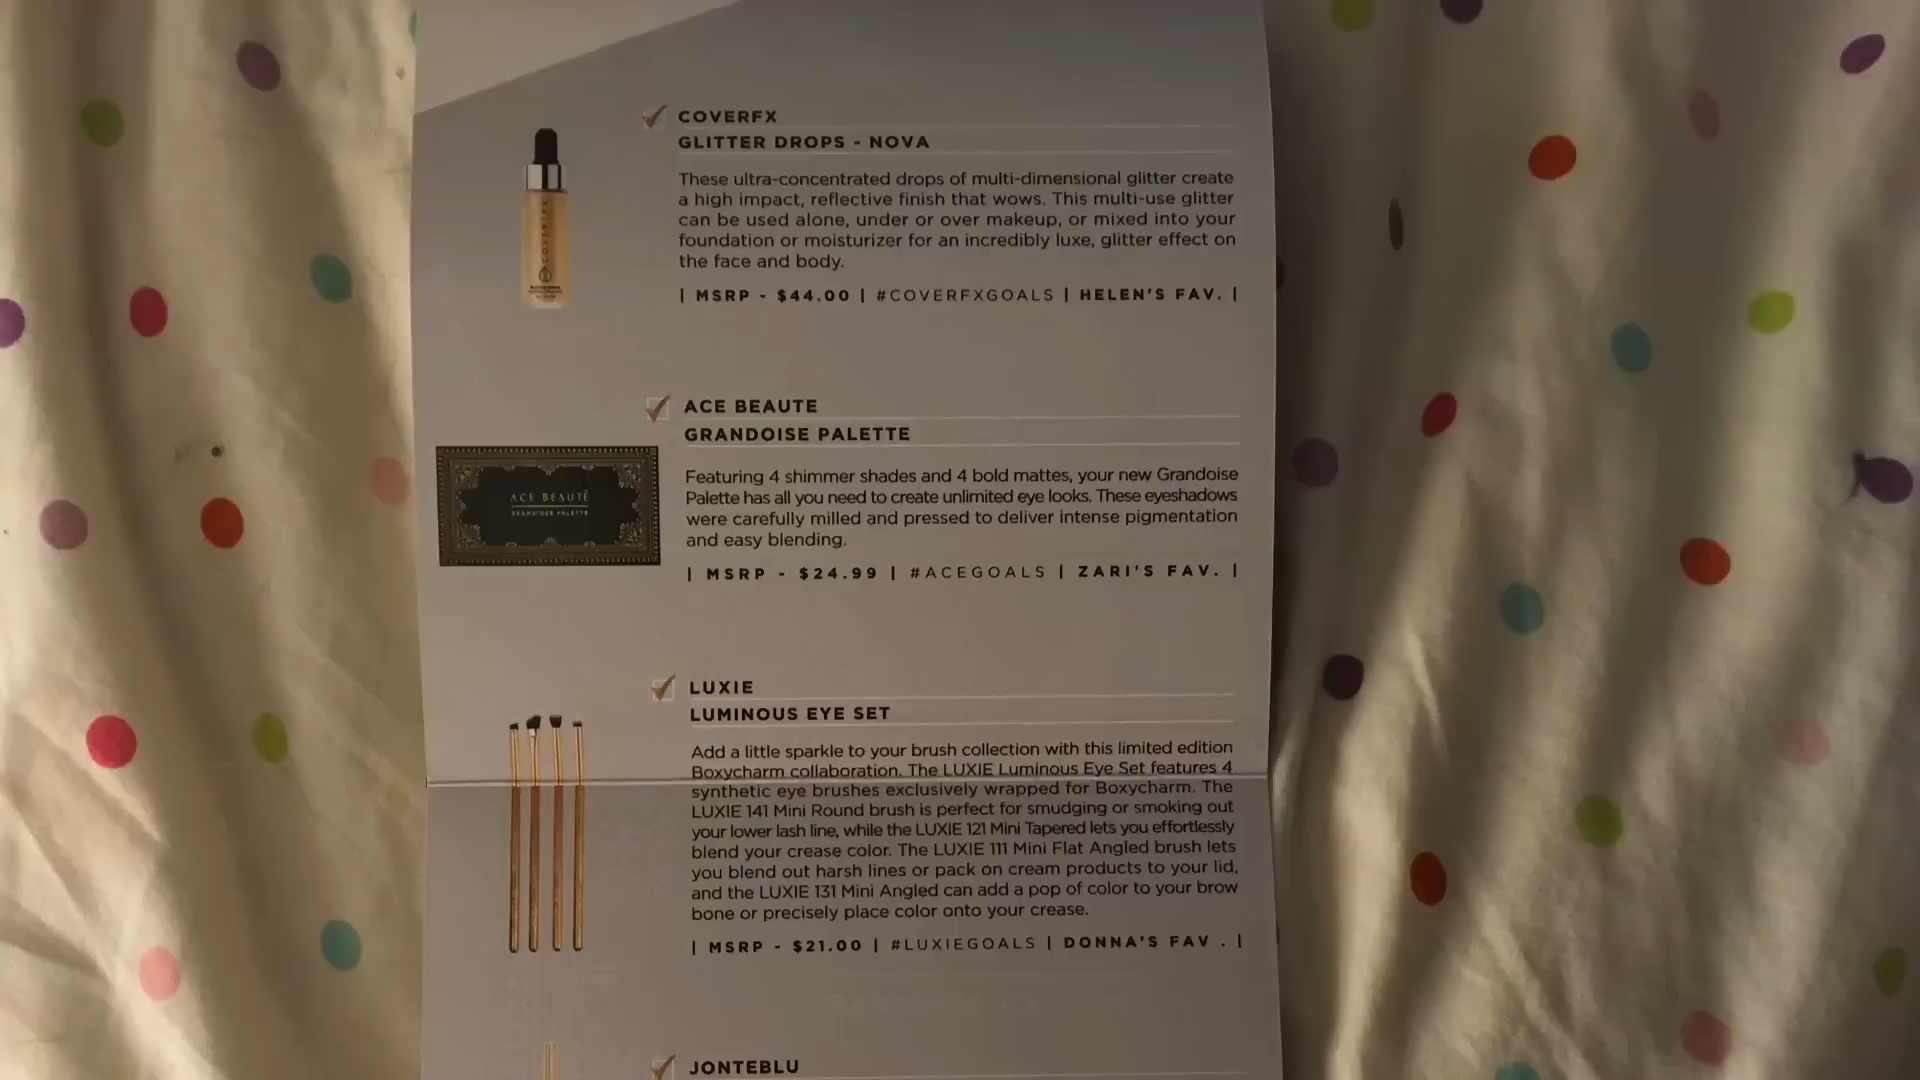 COVERFX
GLITTER DROPS - NOVA
These ultra-concentrated drops of multi-dimensional glitter create
a high impact, reflective finish that wows. This multi-use glitter
can be used alone, under or over makeup, or mixed into your
foundation or moisturizer for an incredibly luxe, glitter effect on
the face and body.
| MSRP - $44.00 | #COVERFXGOALS | HELEN'S FAV. |
COVERFX
ACE BEAUTE
GRANDOISE PALETTE
Featuring 4 shimmer shades and 4 bold mattes, your new Grandoise
Palette has all you need to create unlimited eye looks. These eyeshadows
were carefully milled and pressed to deliver intense pigmentation
and easy blending.
| MSRP - $24.99 | #ACEGOALS | ZARI'S FAV. |
ACE BEAUTÉ
GRANDIOSE PALETTE
LUXIE
LUMINOUS EYE SET
Add a little sparkle to your brush collection with this limited edition
Boxycharm collaboration. The LUXIE Luminous Eye Set features 4
synthetic eye brushes exclusively wrapped for Boxycharm. The
LUXIE 141 Mini Round brush is perfect for smudging or smoking out
your lower lash line, while the LUXIE 121 Mini Tapered lets you effortlessly
blend your crease color. The LUXIE 111 Mini Flat Angled brush lets
you blend out harsh lines or pack on cream products to your lid,
and the LUXIE 131 Mini Angled can add a pop of color to your brow
bone or precisely place color onto your crease.
| MSRP - $21.00 | #LUXIEGOALS | DONNA'S FAV . |
JONTEBLU